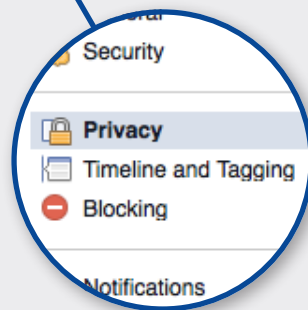 Security
Privacy
Timeline and Tagging
Blocking
Notifications